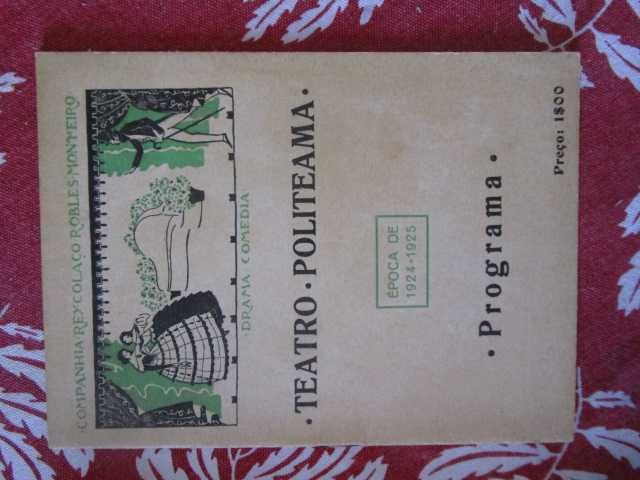 ·COMPANHIA·REY·COLAÇO·ROBLES·MONTEIRO·
·DRAMA·COMEDIA·
·TEATRO·POLITEAMA·
ÉPOCA DE
1924-1925
·Programa·
Preço: 1$00